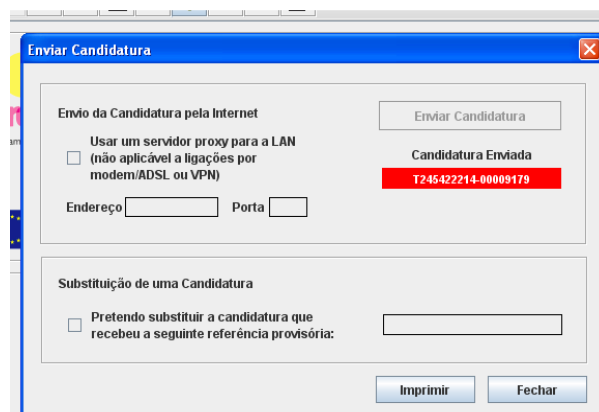 Enviar Candidatura
Envio da Candidatura pela Internet
Enviar Candidatura
Usar um servidor proxy para a LAN
(não aplicável a ligações por
modem/ADSL ou VPN)
Candidatura Enviada
T245422214-00009179
Endereço
Porta
Substituição de uma Candidatura
Pretendo substituir a candidatura que
recebeu a seguinte referência provisória:
Imprimir
Fechar